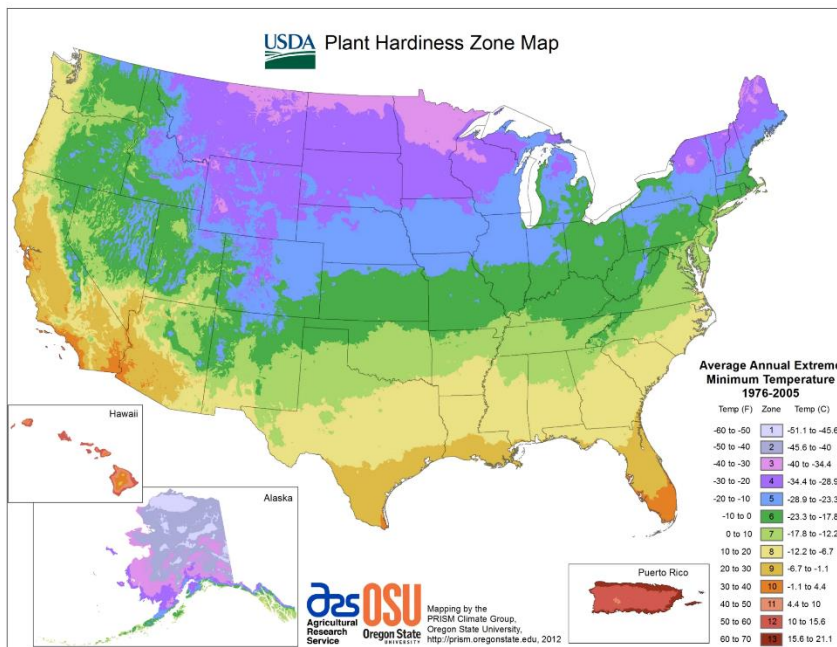 USDA Plant Hardiness Zone Map
Average Annual Extreme
Minimum Temperature
1976-2005
Temp (F) Zone Temp (C)
-60 to -50 1 -51.1 to -45.6
-50 to -40 2 -45.6 to -40
-40 to -30 3 -40 to -34.4
-30 to -20 4 -34.4 to -28.9
-20 to -10 5 -28.9 to -23.3
-10 to 0 6 -23.3 to -17.8
0 to 10 7 -17.8 to -12.2
10 to 20 8 -12.2 to -6.7
20 to 30 9 -6.7 to -1.1
30 to 40 10 -1.1 to 4.4
40 to 50 11 4.4 to 10
50 to 60 12 10 to 15.6
60 to 70 13 15.6 to 21.1
Hawaii
Alaska
Puerto Rico
ars
Agricultural
Research
Service
OSU
Oregon State
UNIVERSITY
Mapping by the
PRISM Climate Group,
Oregon State University,
http://prism.oregonstate.edu, 2012